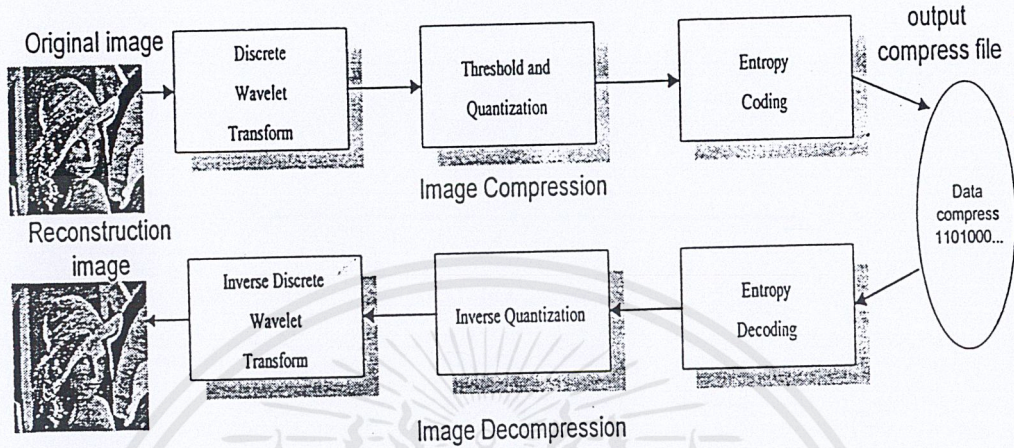 Original image
Discrete
Wavelet
Transform
Threshold and
Quantization
Entropy
Coding
output
compress file
Image Compression
Data
compress
1101000...
Reconstruction
image
Inverse Discrete
Wavelet
Transform
Inverse Quantization
Entropy
Decoding
Image Decompression